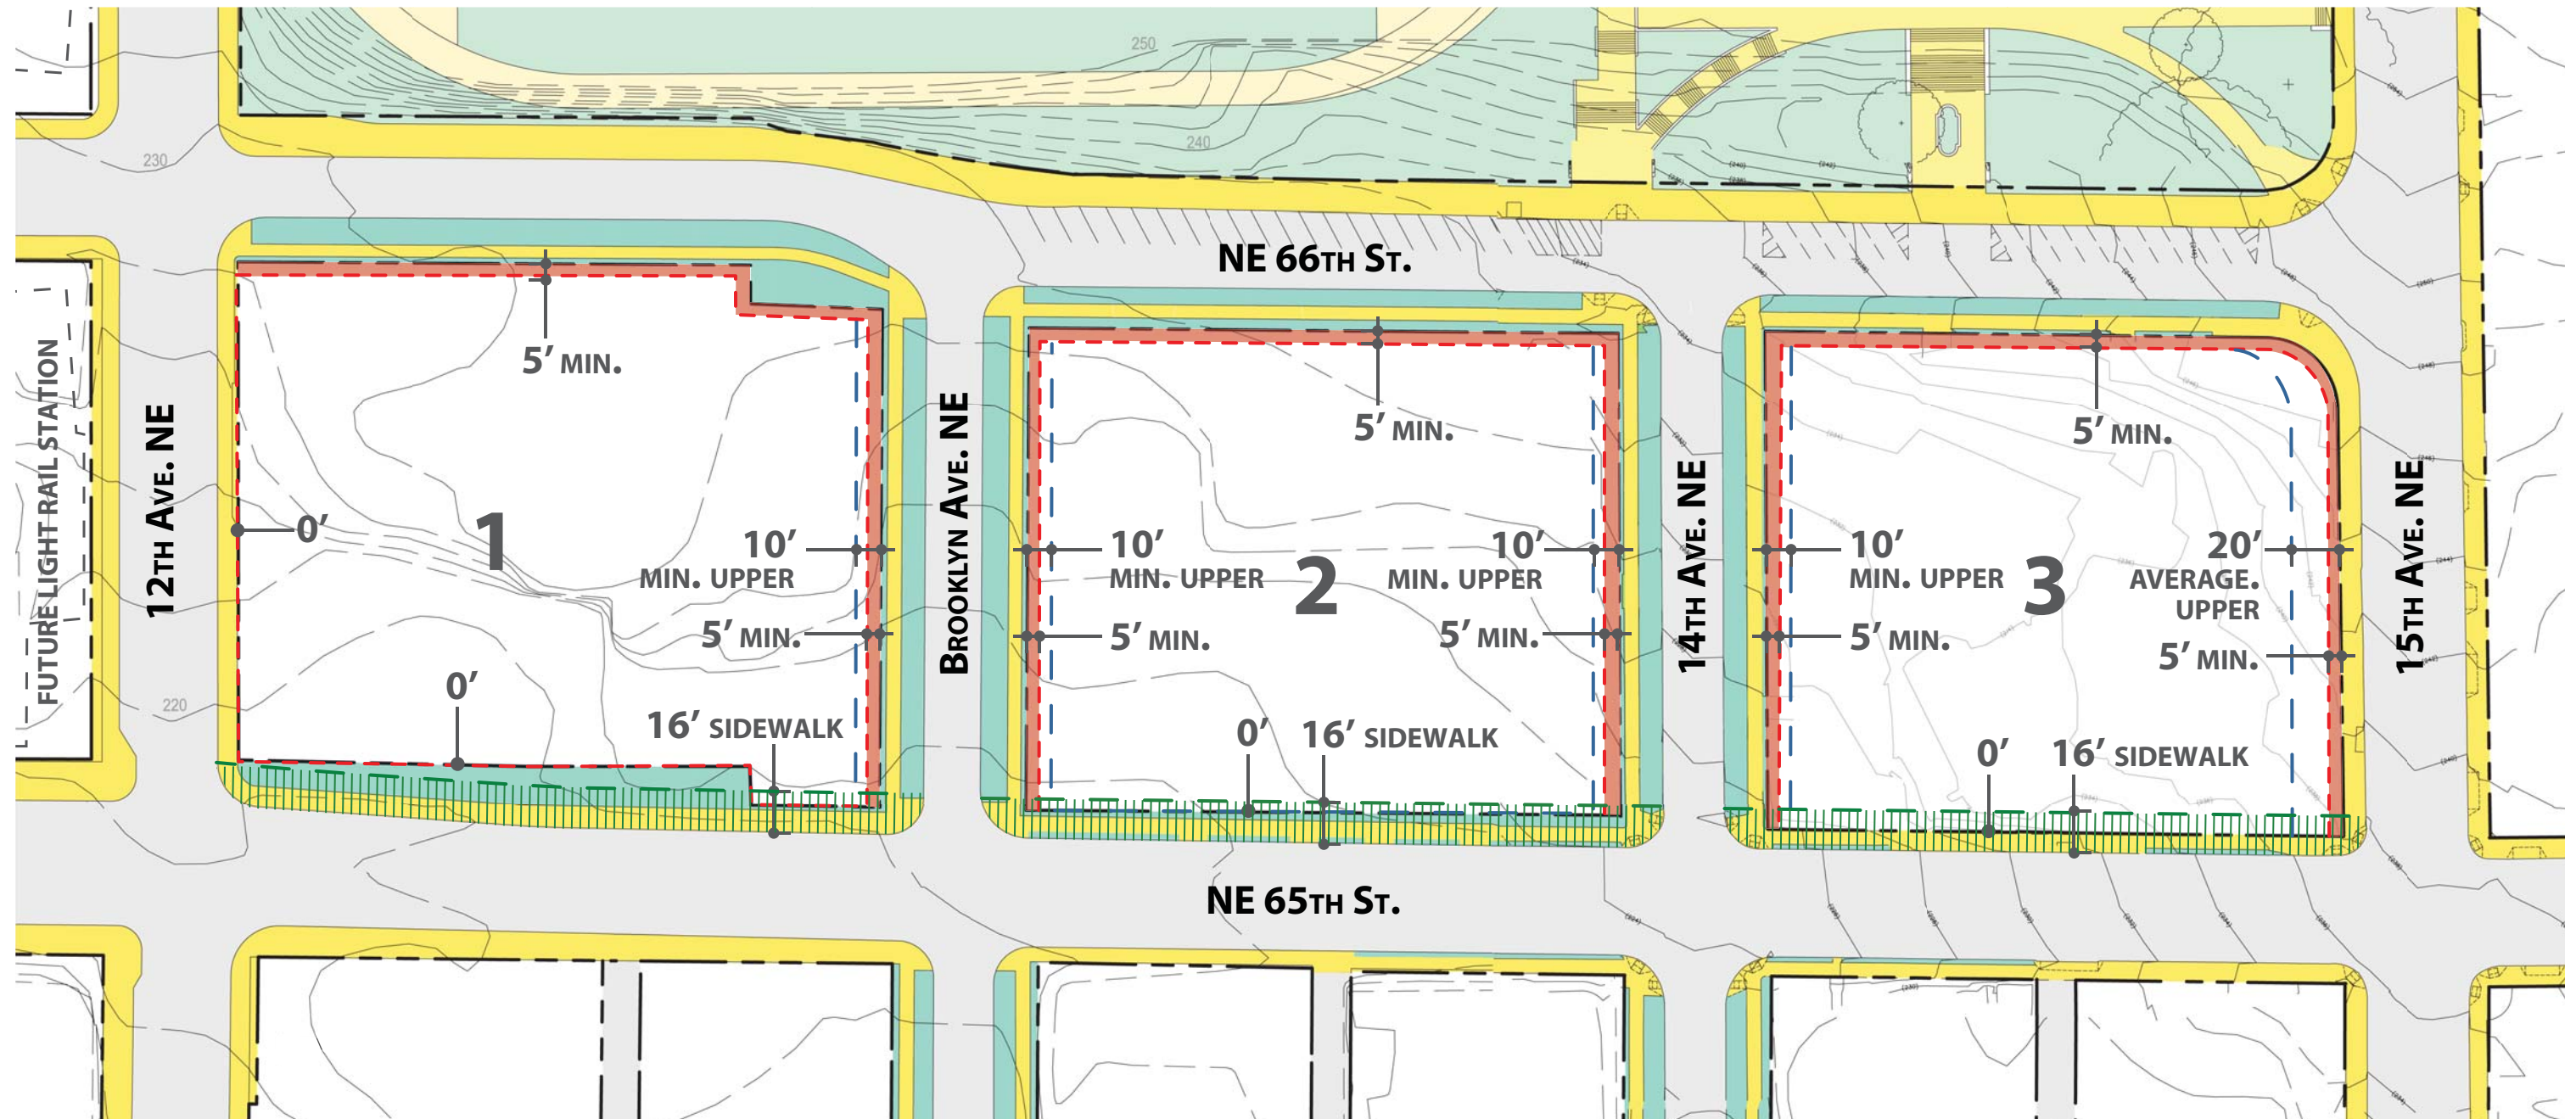 250
240
230
NE 66TH ST.
FUTURE LIGHT RAIL STATION
12TH AVE. NE
5′ MIN.
0′
1
10′
MIN. UPPER
5′ MIN.
0′
16′ SIDEWALK
BROOKLYN AVE. NE
5′ MIN.
10′
MIN. UPPER
5′ MIN.
2
10′
MIN. UPPER
5′ MIN.
0′
16′ SIDEWALK
14TH AVE. NE
5′ MIN.
10′
MIN. UPPER
5′ MIN.
3
20′
AVERAGE.
UPPER
5′ MIN.
0′
16′ SIDEWALK
15TH AVE. NE
220
NE 65TH ST.